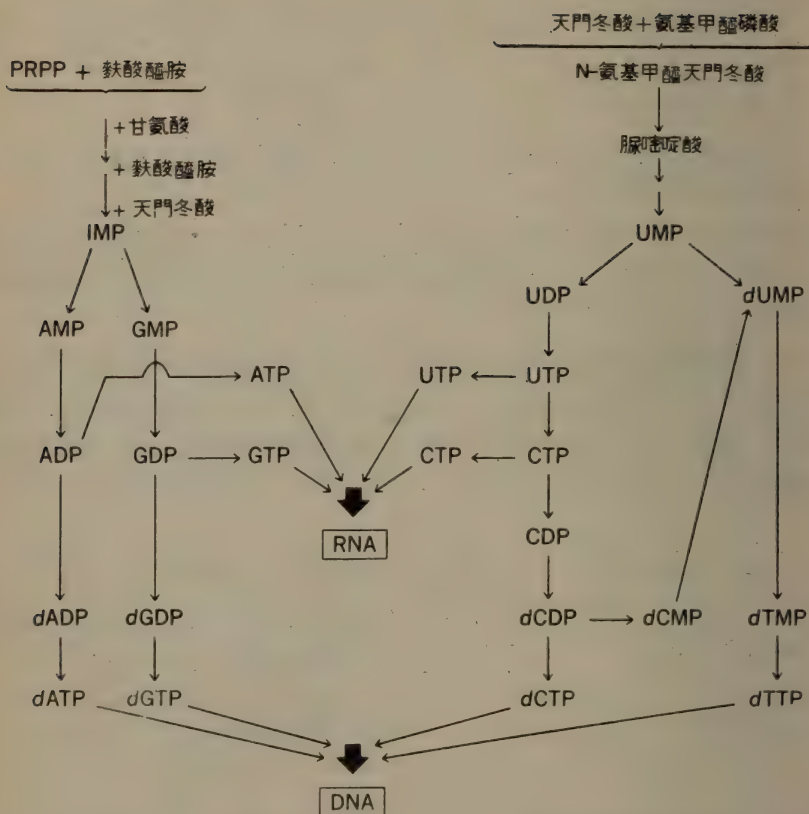 天門冬酸+氨基甲醯磷酸
PRPP + 麩酸醯胺
N-氨基甲醯天門冬酸
+甘氨酸
脲嘧啶酸
+麩酸醯胺
+天門冬酸
IMP
UMP
UDP
dUMP
AMP GMP
ATP UTP UTP
ADP GDP GTP CTP CTP
RNA
CDP
dADP dGDP dCDP dCMP dTMP
dATP dGTP dCTP dTTP
DNA